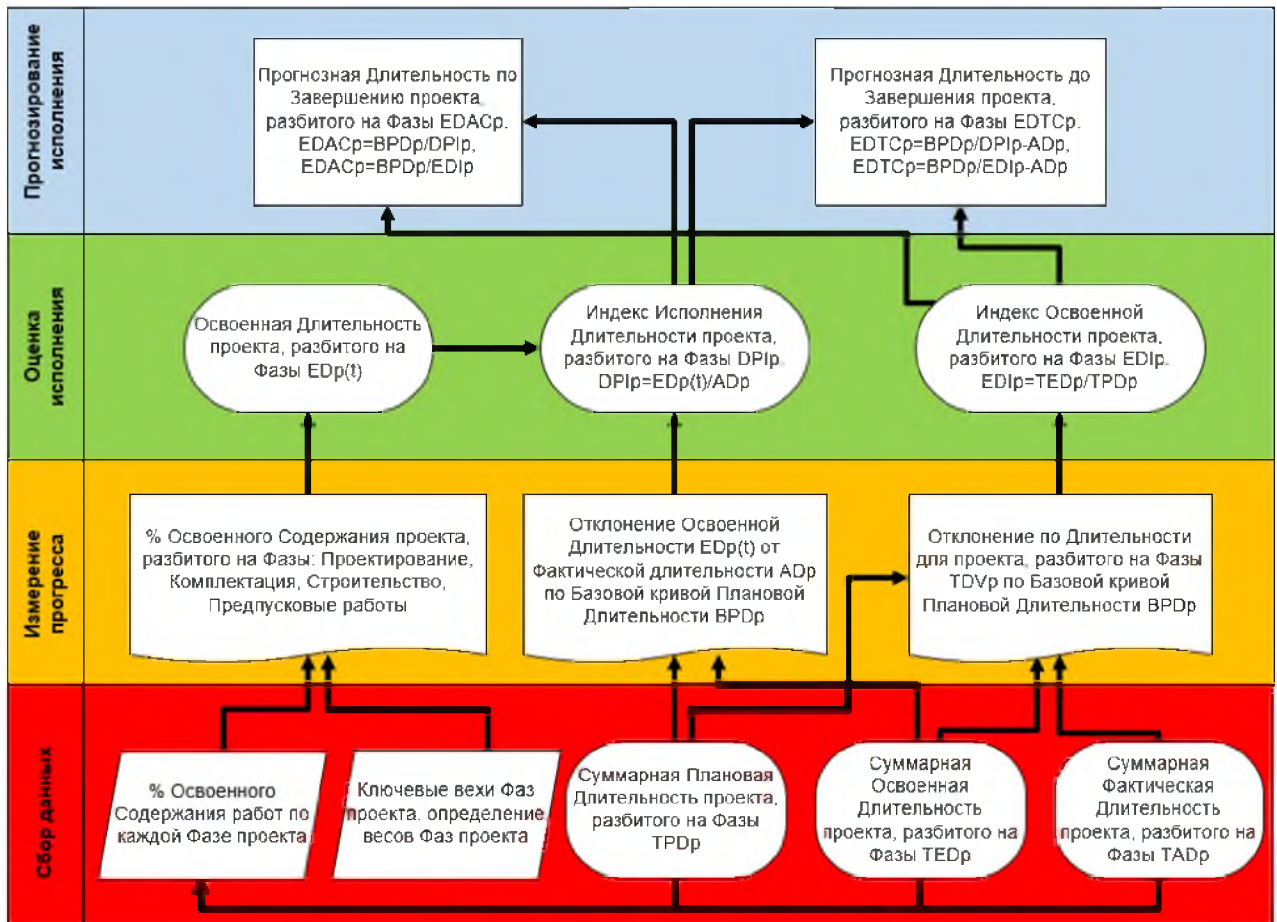 Прогнозирование
исполнения
Прогнозная Длительность по
Завершению проекта,
разбитого на Фазы EDACp.
EDACp=BPDp/DPIp,
EDACp=BPDp/EDIp
Прогнозная Длительность до
Завершения проекта,
разбитого на Фазы EDTCp.
EDTCp=BPDp/DPIp-ADp,
EDTCp=BPDp/EDIp-ADp
Оценка
исполнения
Освоенная Длительность
проекта, разбитого на
Фазы EDp(t)
Индекс Исполнения
Длительности проекта,
разбитого на Фазы DPIp.
DPIp=EDp(t)/ADp
Индекс Освоенной
Длительности проекта,
разбитого на Фазы EDIp.
EDIp=TEDp/TPDp
Измерение
прогресса
% Освоенного Содержания проекта,
разбитого на Фазы: Проектирование,
Комплектация, Строительство,
Предпусковые работы
Отклонение Освоенной
Длительности EDp(t) от
Фактической длительности ADp
по Базовой кривой Плановой
Длительности BPDp
Отклонение по Длительности
для проекта, разбитого на Фазы
TDVp по Базовой кривой
Плановой Длительности BPDp
Сбор данных
% Освоенного
Содержания работ по
каждой Фазе проекта
Ключевые вехи Фаз
проекта. определение
весов Фаз проекта
Суммарная Плановая
Длительность проекта,
разбитого на Фазы
TPDp
Суммарная
Освоенная
Длительность
проекта, разбитого на
Фазы TEDp
Суммарная
Фактическая
Длительность
проекта, разбитого на
Фазы TADp